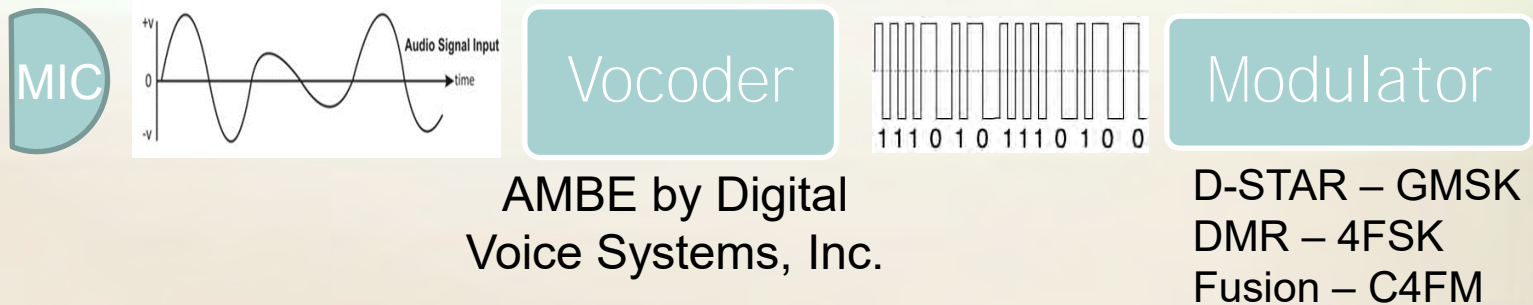 MIC
+V
0
-V
Audio Signal Input
time
Vocoder
1 1 1 0 1 0 1 1 1 0 1 0 0
Modulator
AMBE by Digital
Voice Systems, Inc.
D-STAR – GMSK
DMR – 4FSK
Fusion – C4FM